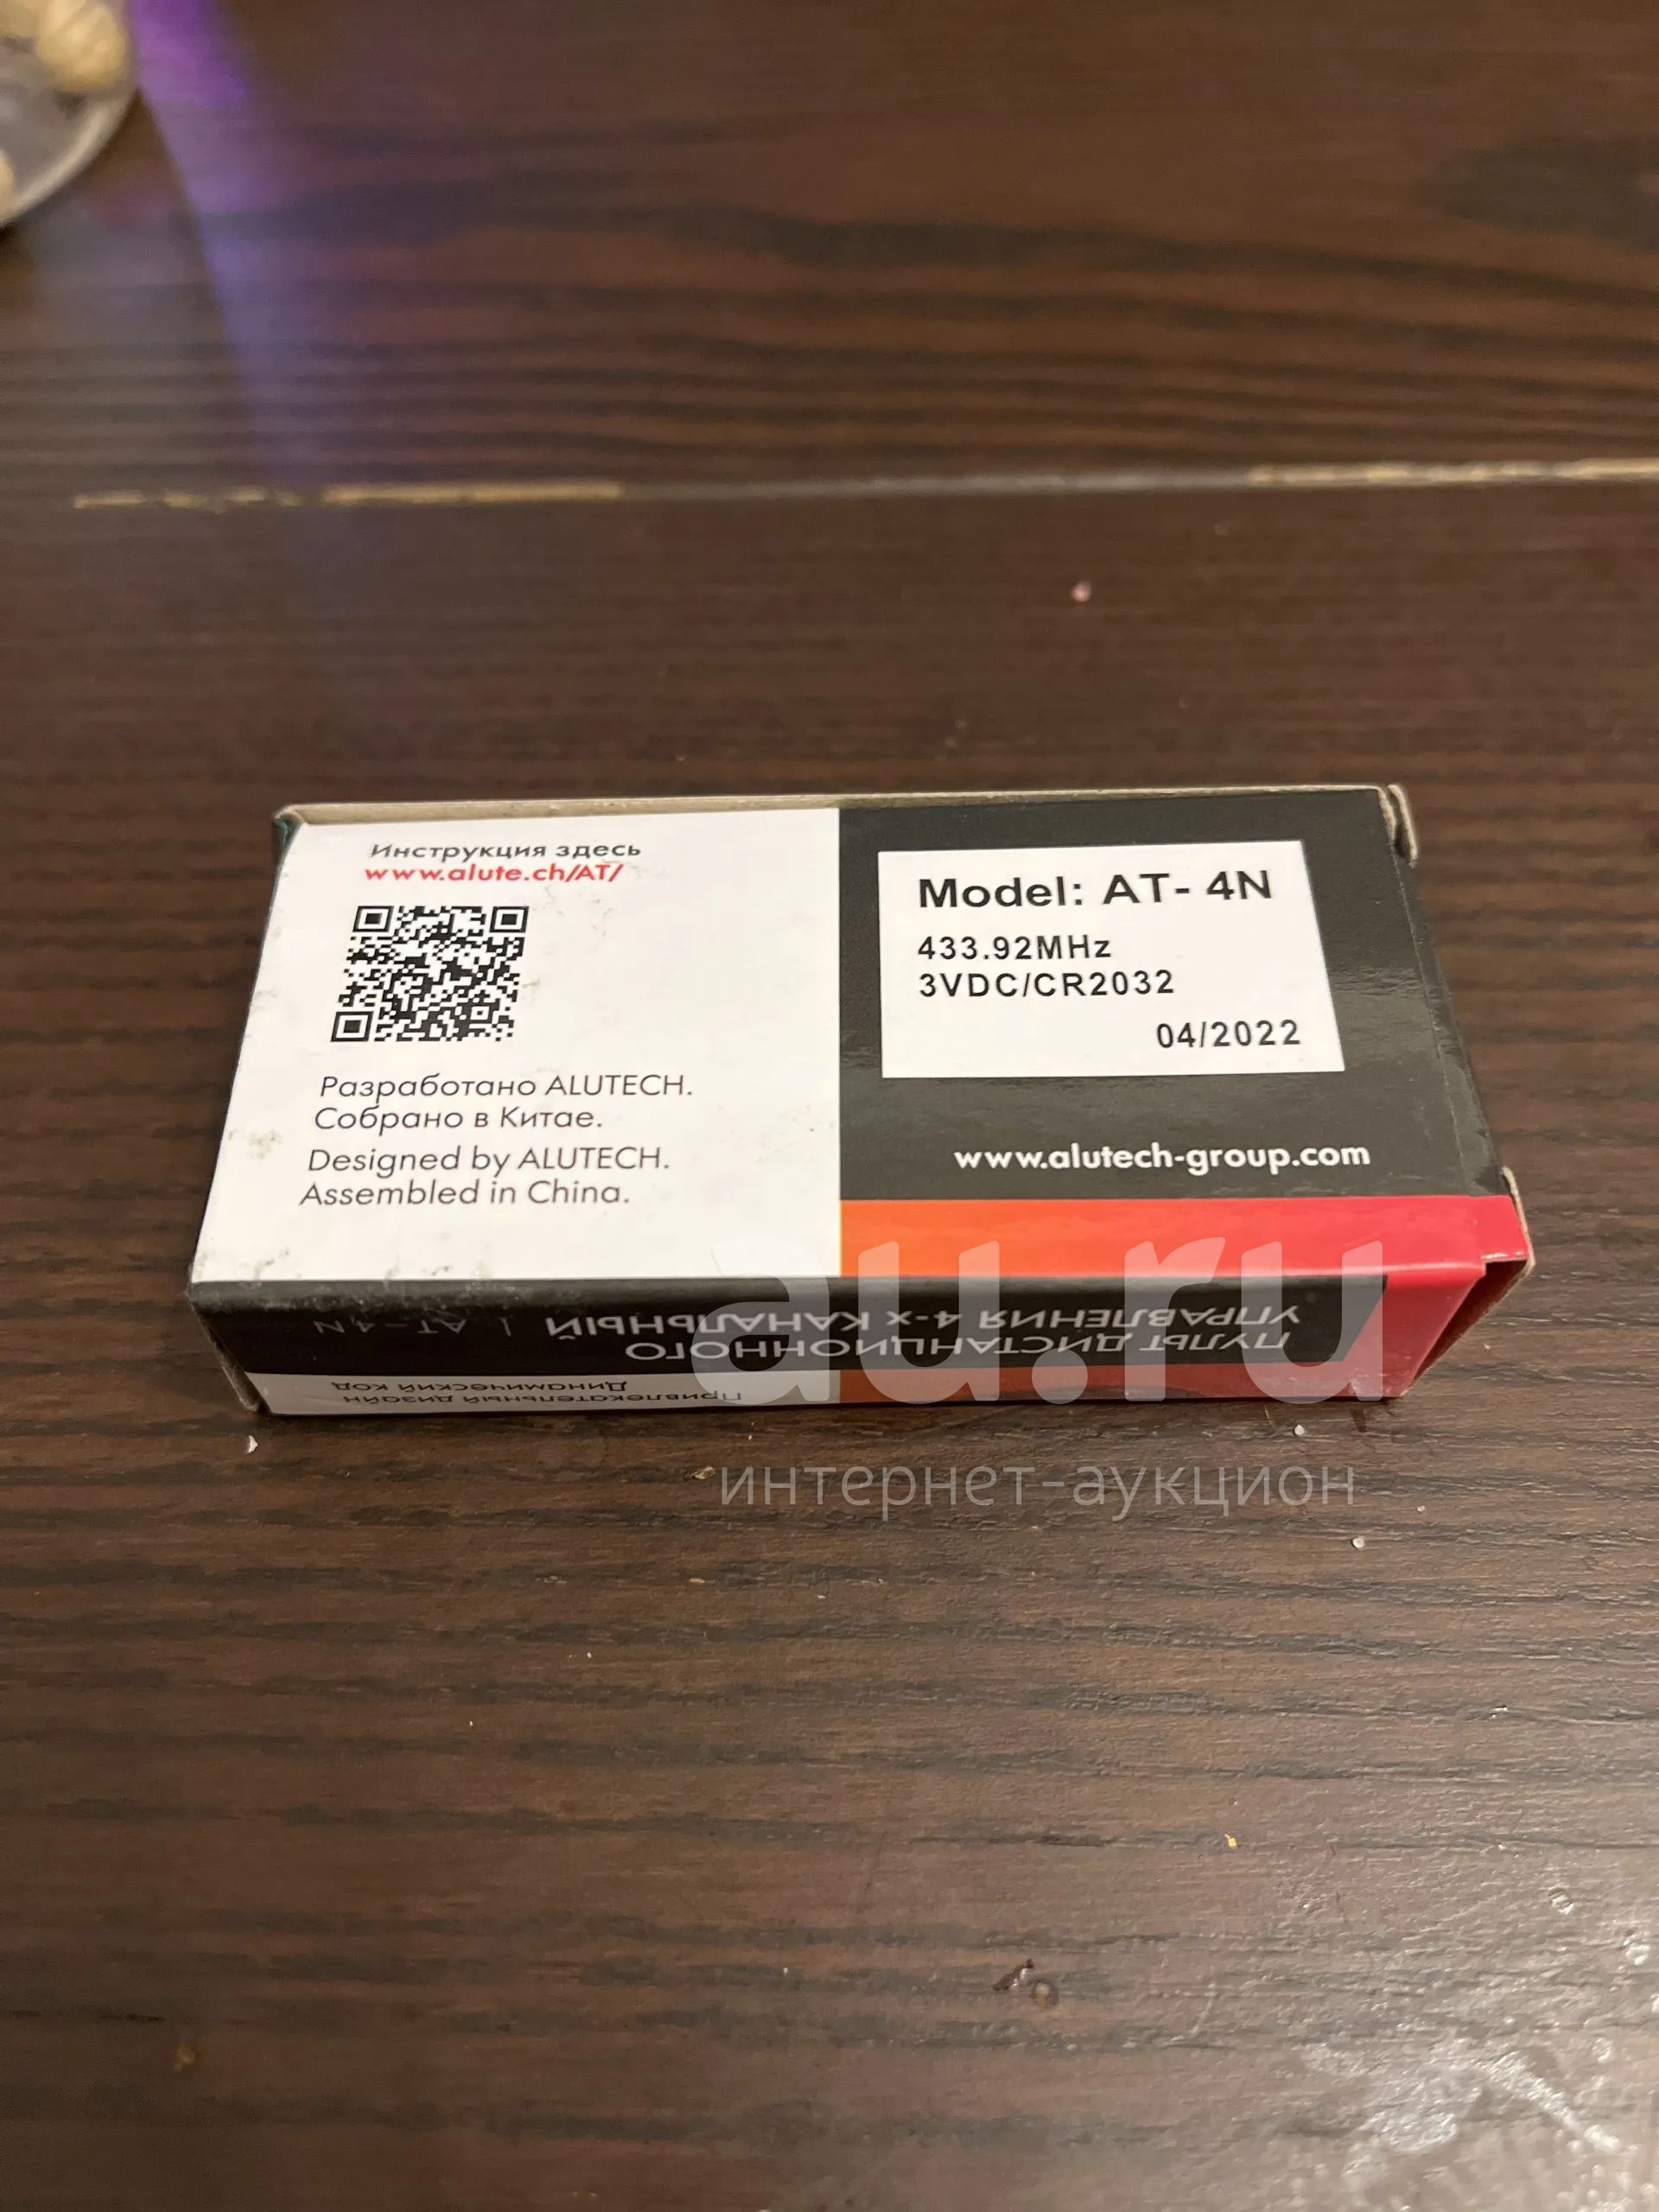 Инструкция здесь
www.alute.ch/AT/
Разработано ALUTECH.
Собрано в Китае.
Designed by ALUTECH.
Assembled in China.
Model: AT- 4N
433.92MHz
3VDC/CR2032
04/2022
www.alutech-group.com
ПУЛЬТ ДИСТАНЦИОННОГО
УПРАВЛЕНИЯ 4-х КАНАЛЬНЫЙ | AT-4N
Привлекательный дизайн
Динамический код
au.ru
интернет-аукцион